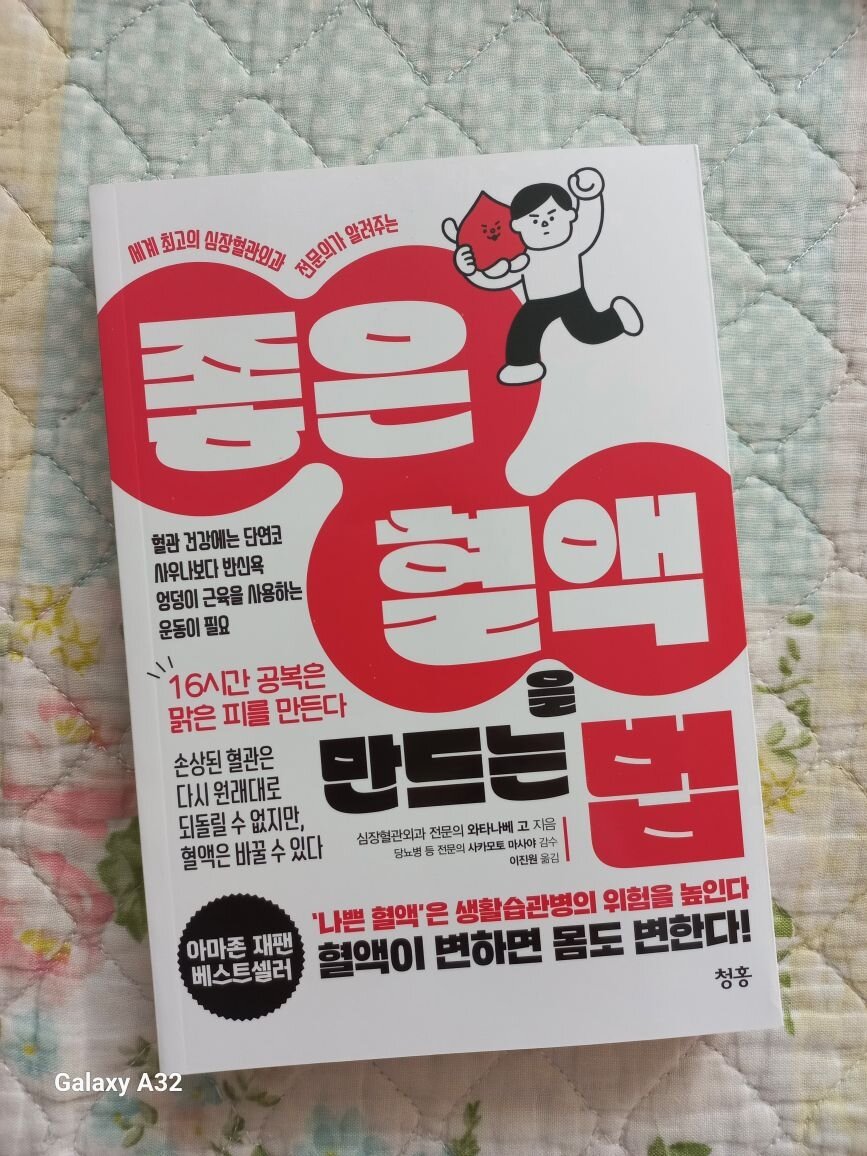 세계 최고의 심장혈관외과 전문의가 알려주는
좋은
혈액
을
만드는
법
혈관 건강에는 단연코
사우나보다 반신욕
엉덩이 근육을 사용하는
운동이 필요
16시간 공복은
맑은 피를 만든다
손상된 혈관은
다시 원래대로
되돌릴 수 없지만,
혈액은 바꿀 수 있다
심장혈관외과 전문의 와타나베 고 지음
당뇨병 등 전문의 사카모토 마사야 감수
이진원 옮김
아마존 재팬
베스트셀러
'나쁜 혈액'은 생활습관병의 위험을 높인다
혈액이 변하면 몸도 변한다!
청홍
Galaxy A32